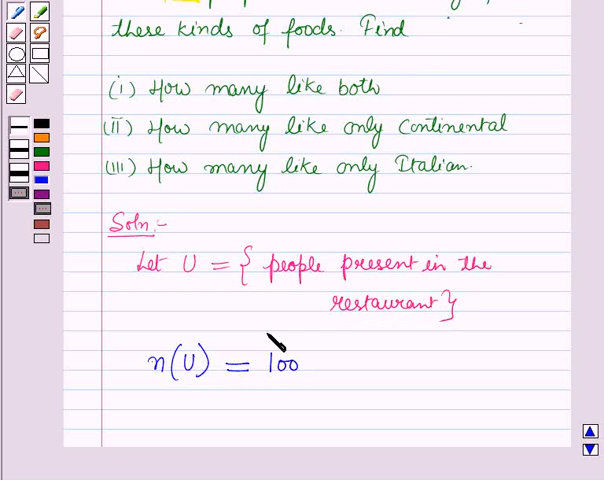 these kinds of foods. Find
(i) How many like both
(ii) How many like only Continental
(iii) How many like only Italian.
Soln:-
Let U = { people present in the
restaurant}
n(U) = 100